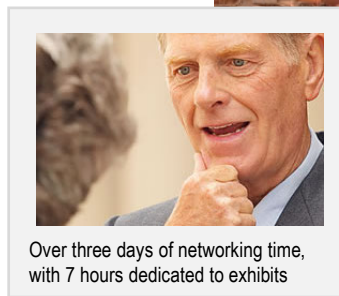 Over three days of networking time,
with 7 hours dedicated to exhibits